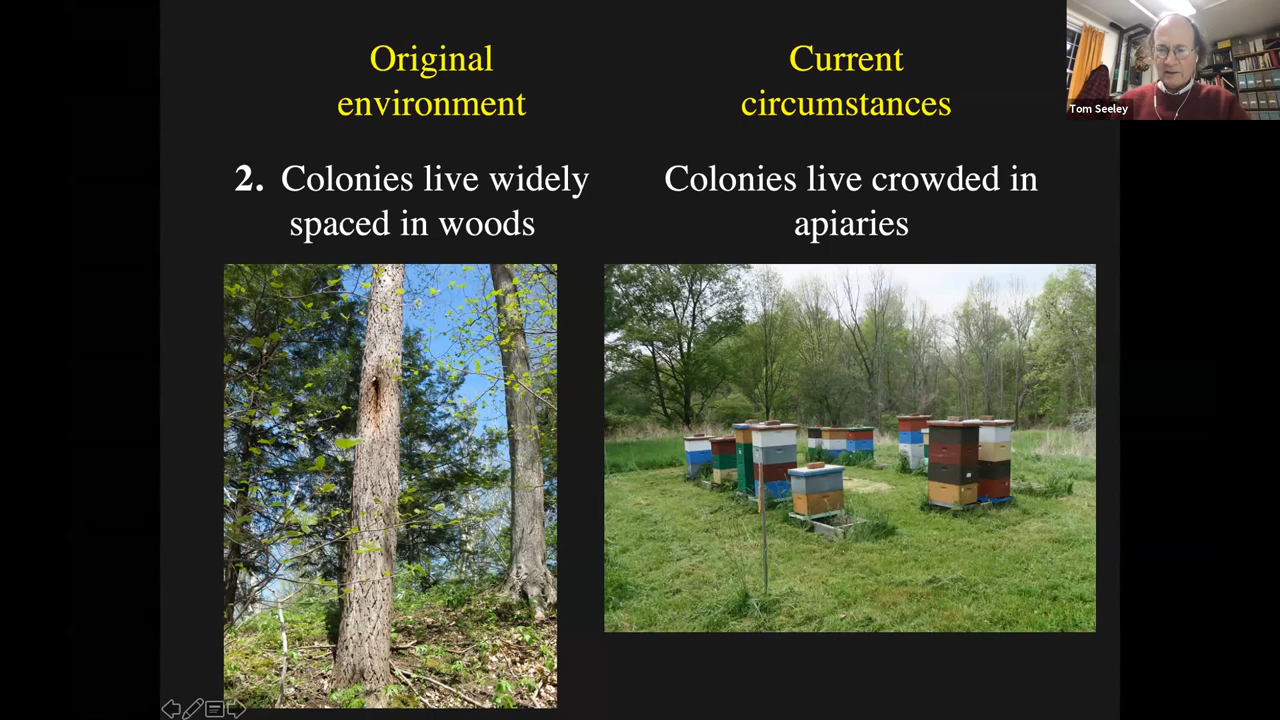 Original
environment
Current
circumstances
Tom Seeley
2. Colonies live widely
spaced in woods
Colonies live crowded in
apiaries